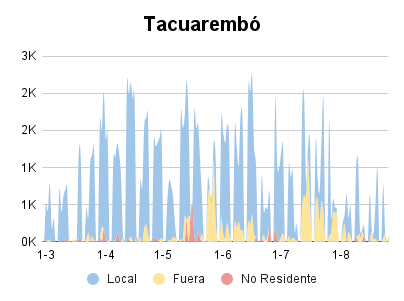 Tacuarembó
3K
2K
2K
1K
1K
0K
1-3 1-4 1-5 1-6 1-7 1-8
Local Fuera No Residente